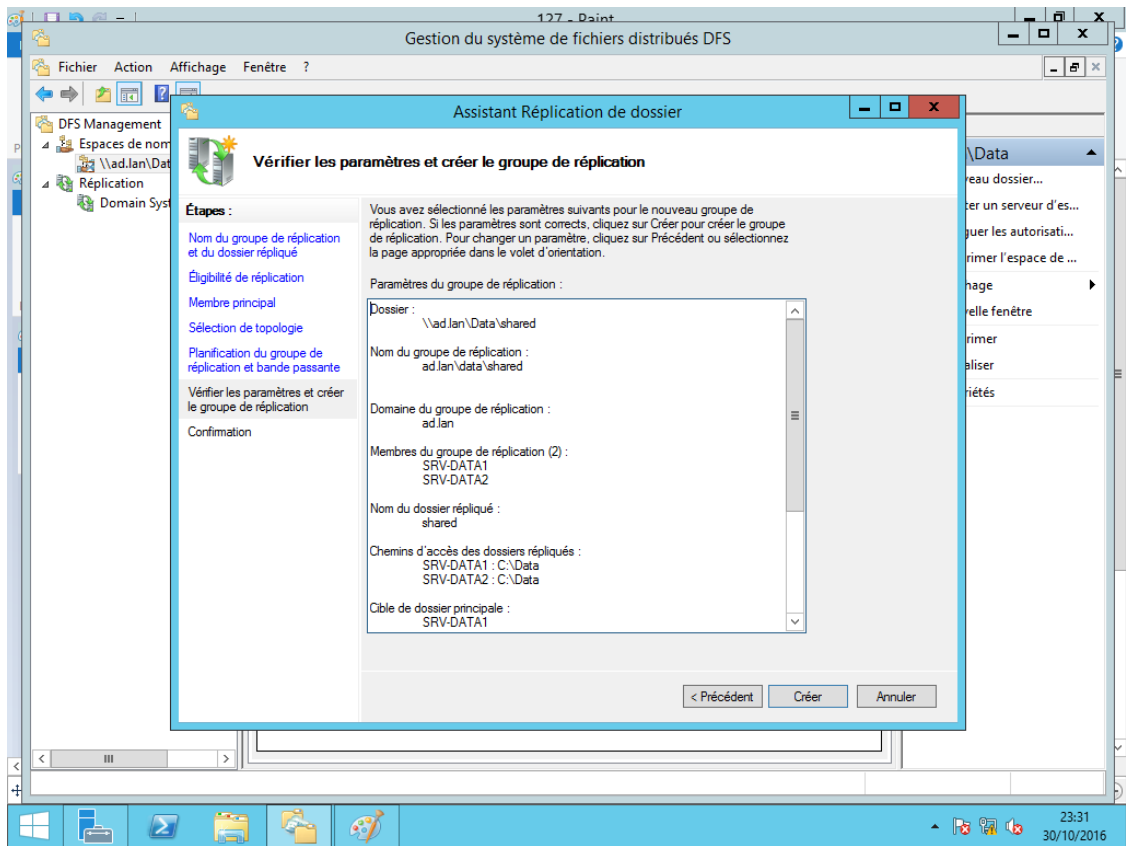 127 - Paint
Gestion du système de fichiers distribués DFS
Fichier Action Affichage Fenêtre ?
DFS Management
Espaces de nom
\\ad.lan\Dat
Réplication
Domain Syst
Assistant Réplication de dossier
Vérifier les paramètres et créer le groupe de réplication
Étapes :
Nom du groupe de réplication
et du dossier répliqué
Éligibilité de réplication
Membre principal
Sélection de topologie
Planification du groupe de
réplication et bande passante
Vérifier les paramètres et créer
le groupe de réplication
Confirmation
Vous avez sélectionné les paramètres suivants pour le nouveau groupe de
réplication. Si les paramètres sont corrects, cliquez sur Créer pour créer le groupe
de réplication. Pour changer un paramètre, cliquez sur Précédent ou sélectionnez
la page appropriée dans le volet d'orientation.
Paramètres du groupe de réplication :
Dossier :
\\ad.lan\Data\shared
Nom du groupe de réplication :
ad.lan\data\shared
Domaine du groupe de réplication :
ad.lan
Membres du groupe de réplication (2) :
SRV-DATA1
SRV-DATA2
Nom du dossier répliqué :
shared
Chemins d'accès des dossiers répliqués :
SRV-DATA1 : C:\Data
SRV-DATA2 : C:\Data
Cible de dossier principale :
SRV-DATA1
< Précédent Créer Annuler
\Data
veau dossier...
ter un serveur d'es...
guer les autorisati...
rimer l'espace de ...
hage
velle fenêtre
rimer
aliser
riétés
23:31
30/10/2016